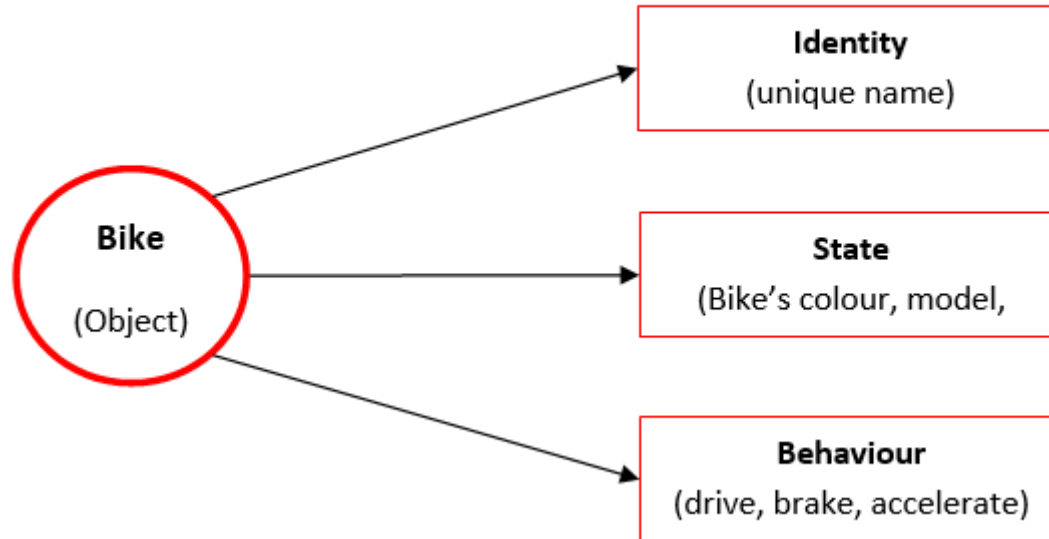 Bike
(Object)
Identity
(unique name)
State
(Bike’s colour, model,
Behaviour
(drive, brake, accelerate)